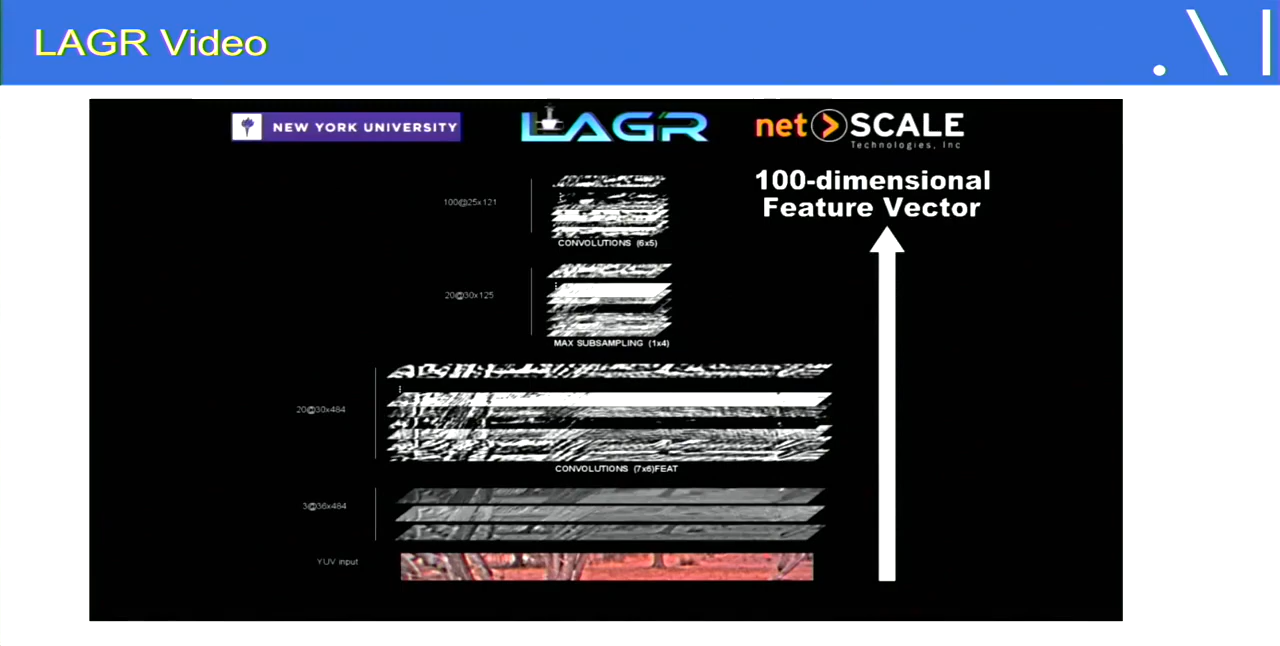 LAGR Video
NEW YORK UNIVERSITY
LAGR
net SCALE
Technologies, Inc
100-dimensional
Feature Vector
100@25x121
CONVOLUTIONS (6x5)
20@30x125
MAX SUBSAMPLING (1x4)
20@30x484
CONVOLUTIONS (7x6)FEAT
3@36x484
YUV input